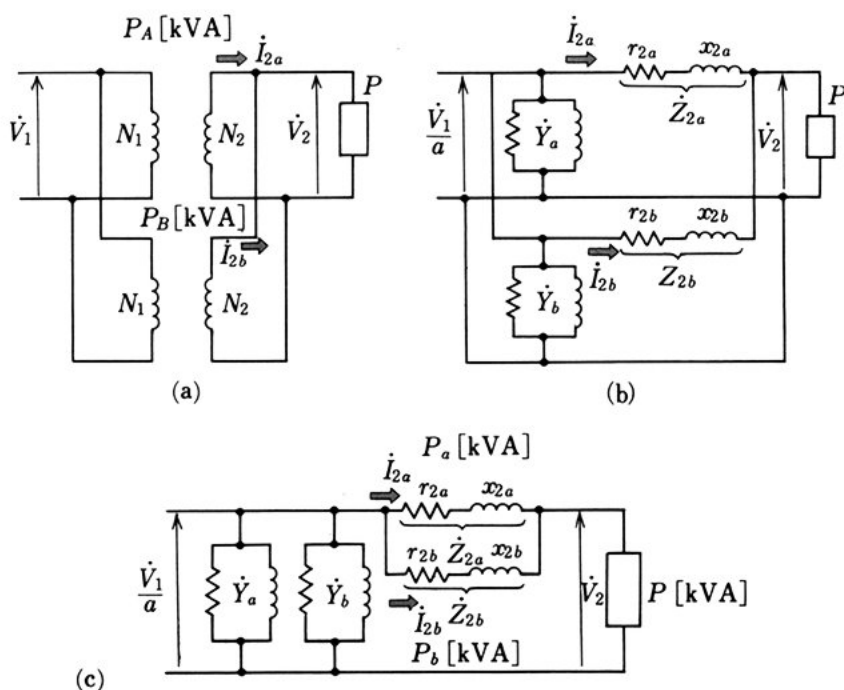 P_A [kVA]
İ_2a
V̇_1
N_1
N_2
V̇_2
P
P_B [kVA]
İ_2b
N_1
N_2
(a)
İ_2a
r_2a
x_2a
Ż_2a
V̇_1/a
Ẏ_a
V̇_2
P
r_2b
x_2b
İ_2b
Z_2b
Ẏ_b
(b)
P_a [kVA]
İ_2a
r_2a
x_2a
Ż_2a
r_2b
x_2b
Ż_2b
V̇_1/a
Ẏ_a
Ẏ_b
İ_2b
V̇_2
P [kVA]
P_b [kVA]
(c)